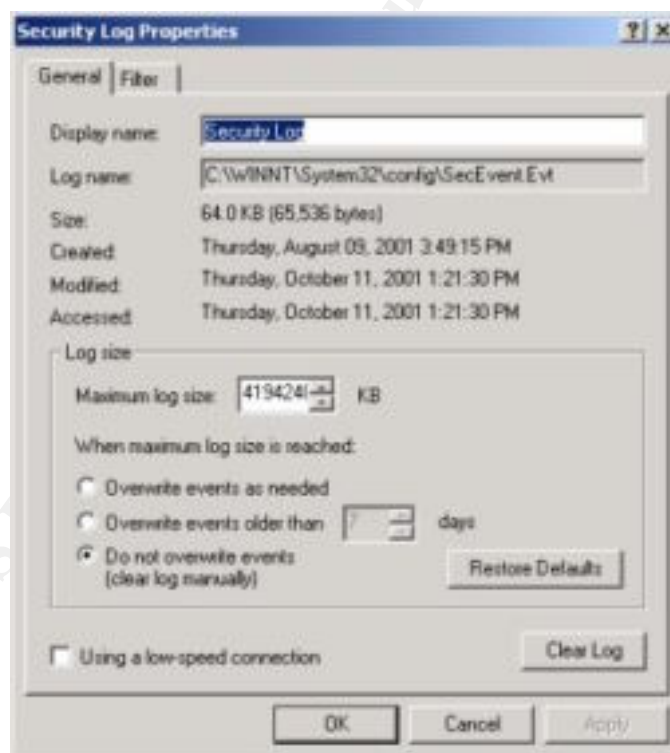 Security Log Properties
General Filter
Display name: Security Log
Log name: C:\WINNT\System32\config\SecEvent.Evt
Size: 64.0 KB (65,536 bytes)
Created: Thursday, August 09, 2001 3:49:15 PM
Modified: Thursday, October 11, 2001 1:21:30 PM
Accessed: Thursday, October 11, 2001 1:21:30 PM
Log size
Maximum log size: KB
When maximum log size is reached:
Overwrite events as needed
Overwrite events older than 7 days
Do not overwrite events
(clear log manually)
Restore Defaults
Using a low-speed connection
Clear Log
OK Cancel Apply